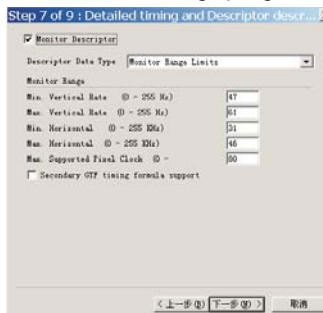 Step 7 of 9 : Detailed timing and Descriptor descr...
Monitor Descriptor
Descriptor Data Type Monitor Range Limits
Monitor Range
Min. Vertical Rate (0 - 255 Hz) 47
Max. Vertical Rate (0 - 255 Hz) 61
Min. Horizontal (0 - 255 KHz) 31
Max. Horizontal (0 - 255 KHz) 48
Max. Supported Pixel Clock (0 - 80
Secondary GTF timing formula support
< 上一步(B) 下一步(N) > 取消